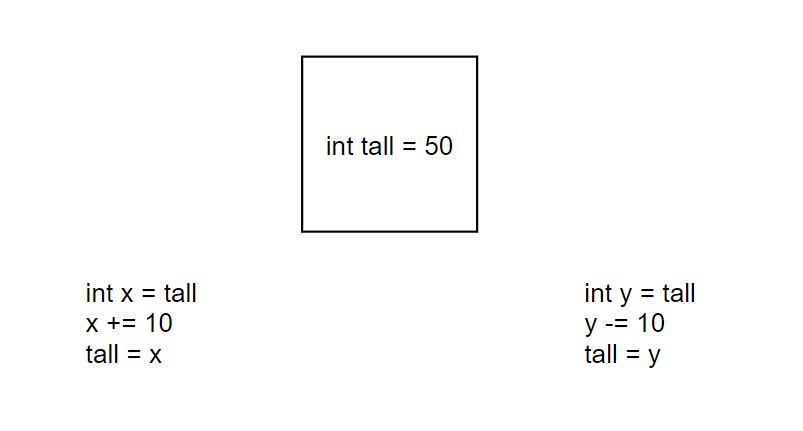 int tall = 50
int x = tall
x += 10
tall = x
int y = tall
y -= 10
tall = y